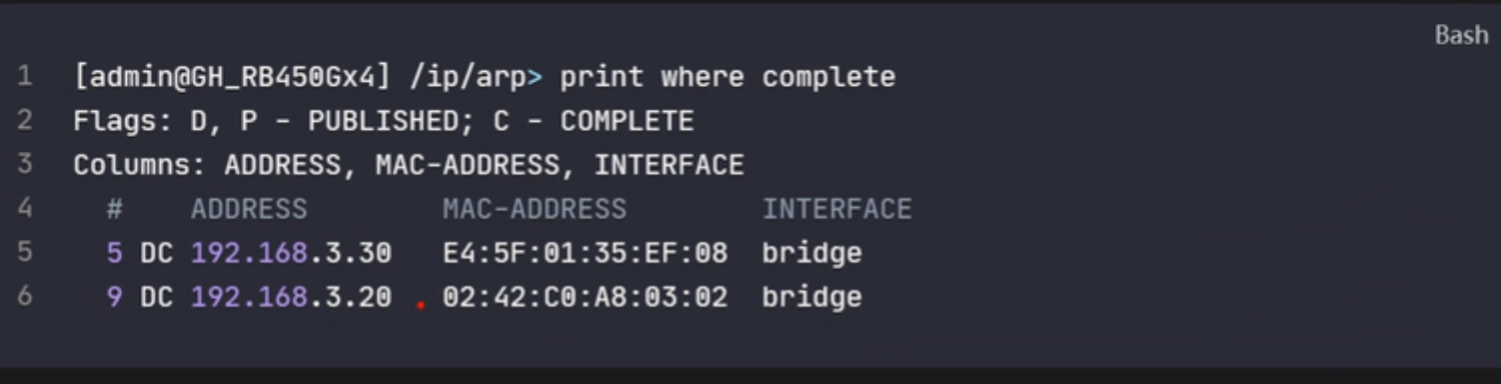 Bash
1 [admin@GH_RB450Gx4] /ip/arp> print where complete
2 Flags: D, P - PUBLISHED; C - COMPLETE
3 Columns: ADDRESS, MAC-ADDRESS, INTERFACE
4   #    ADDRESS        MAC-ADDRESS        INTERFACE
5   5 DC 192.168.3.30   E4:5F:01:35:EF:08  bridge
6   9 DC 192.168.3.20   02:42:C0:A8:03:02  bridge